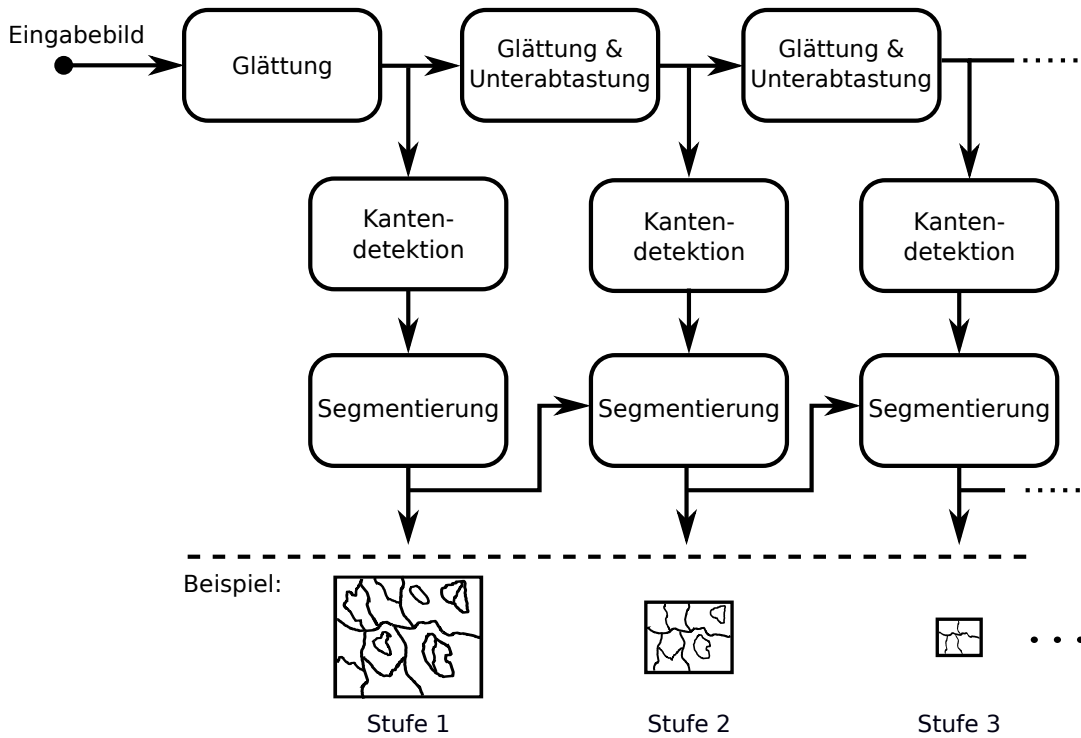 Eingabebild
Glättung
Glättung &
Unterabtastung
Glättung &
Unterabtastung
Kanten-
detektion
Kanten-
detektion
Kanten-
detektion
Segmentierung
Segmentierung
Segmentierung
Beispiel:
Stufe 1
Stufe 2
Stufe 3